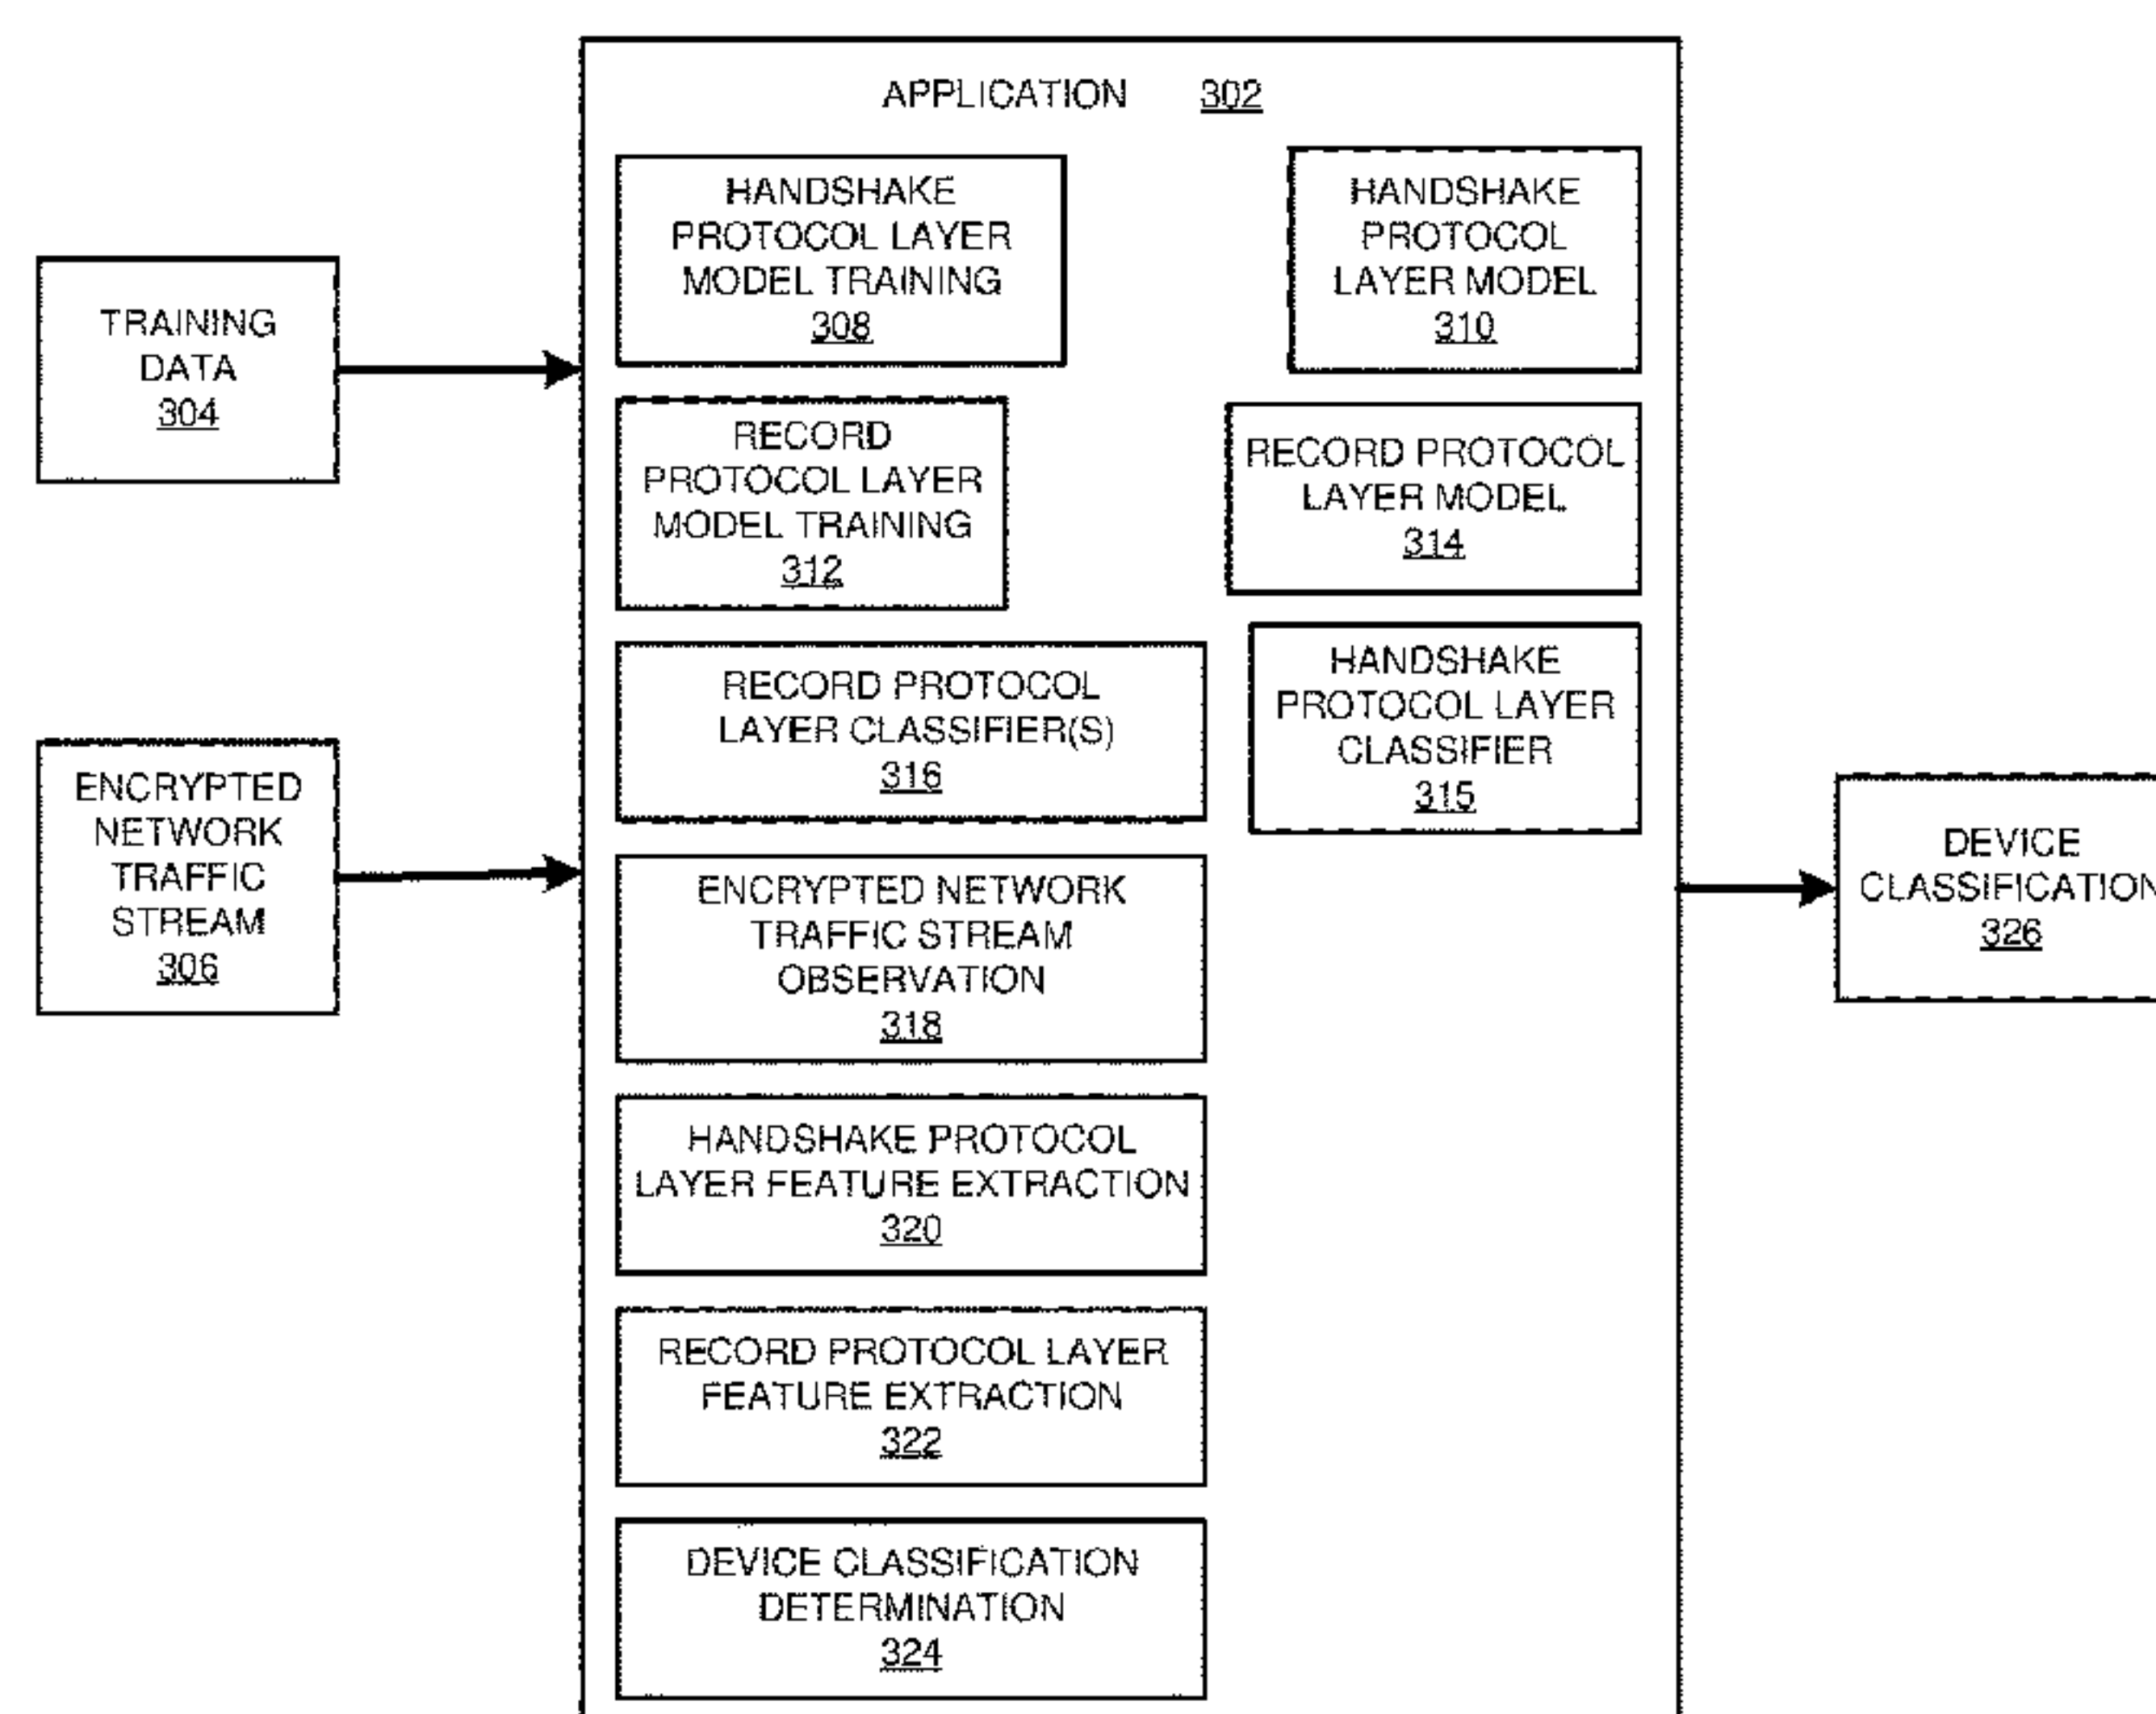 APPLICATION 302
HANDSHAKE
PROTOCOL LAYER
MODEL TRAINING
308
HANDSHAKE
PROTOCOL
LAYER MODEL
310
TRAINING
DATA
304
RECORD
PROTOCOL LAYER
MODEL TRAINING
312
RECORD PROTOCOL
LAYER MODEL
314
RECORD PROTOCOL
LAYER CLASSIFIER(S)
316
HANDSHAKE
PROTOCOL LAYER
CLASSIFIER
315
ENCRYPTED
NETWORK
TRAFFIC
STREAM
306
ENCRYPTED NETWORK
TRAFFIC STREAM
OBSERVATION
318
DEVICE
CLASSIFICATION
326
HANDSHAKE PROTOCOL
LAYER FEATURE EXTRACTION
320
RECORD PROTOCOL LAYER
FEATURE EXTRACTION
322
DEVICE CLASSIFICATION
DETERMINATION
324